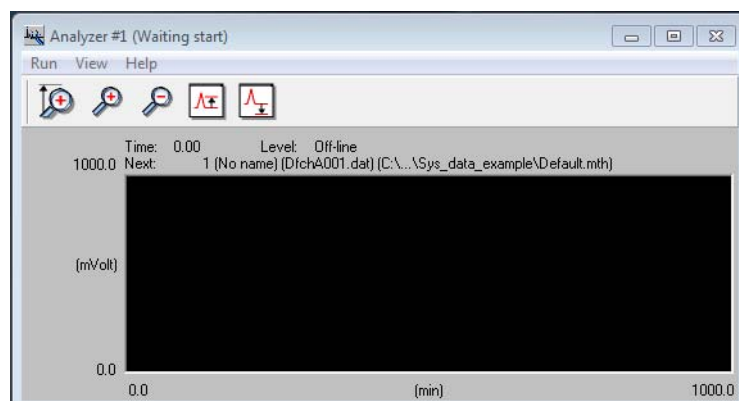 Analyzer #1 (Waiting start)
Run View Help
Time: 0.00 Level: Off-line
1000.0 Next: 1 (No name) (DfchA001.dat) (C:\...\Sys_data_example\Default.mth)
(mVolt)
0.0
0.0 (min) 1000.0